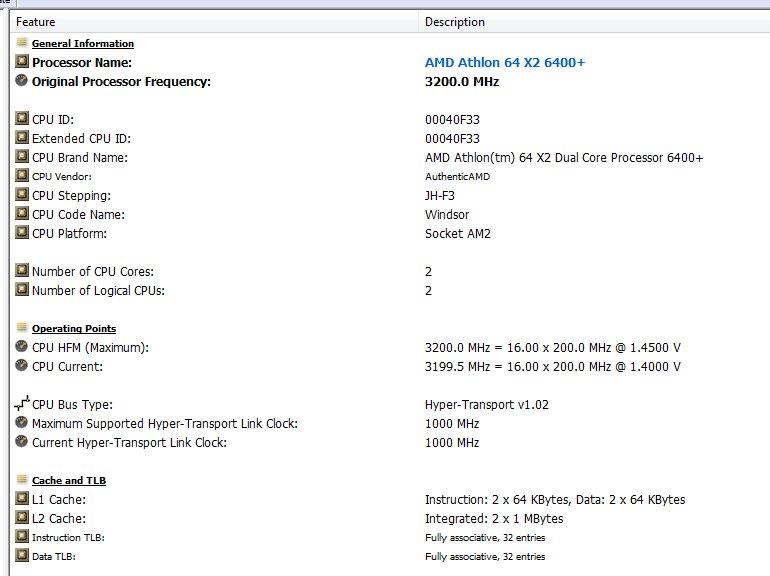 Feature Description
General Information
Processor Name: AMD Athlon 64 X2 6400+
Original Processor Frequency: 3200.0 MHz
CPU ID: 00040F33
Extended CPU ID: 00040F33
CPU Brand Name: AMD Athlon(tm) 64 X2 Dual Core Processor 6400+
CPU Vendor: AuthenticAMD
CPU Stepping: JH-F3
CPU Code Name: Windsor
CPU Platform: Socket AM2
Number of CPU Cores: 2
Number of Logical CPUs: 2
Operating Points
CPU HFM (Maximum): 3200.0 MHz = 16.00 x 200.0 MHz @ 1.4500 V
CPU Current: 3199.5 MHz = 16.00 x 200.0 MHz @ 1.4000 V
CPU Bus Type: Hyper-Transport v1.02
Maximum Supported Hyper-Transport Link Clock: 1000 MHz
Current Hyper-Transport Link Clock: 1000 MHz
Cache and TLB
L1 Cache: Instruction: 2 x 64 KBytes, Data: 2 x 64 KBytes
L2 Cache: Integrated: 2 x 1 MBytes
Instruction TLB: Fully associative, 32 entries
Data TLB: Fully associative, 32 entries